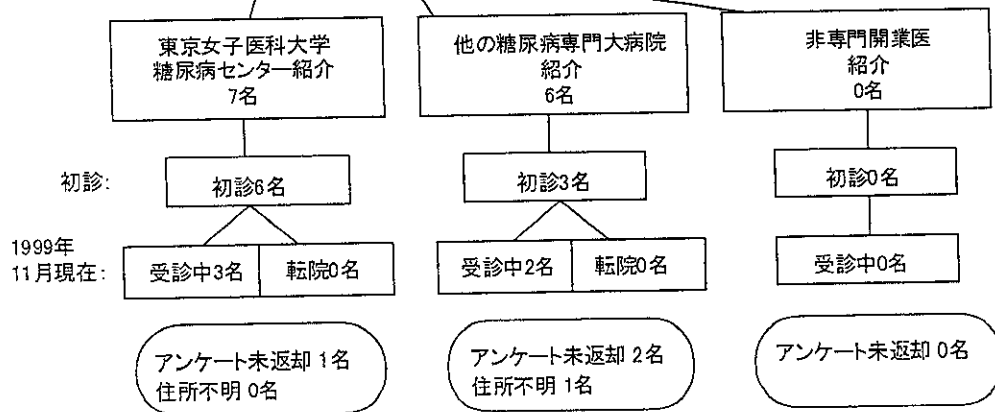 東京女子医科大学
糖尿病センター紹介
7名
他の糖尿病専門大病院
紹介
6名
非専門開業医
紹介
0名
初診:
初診6名
初診3名
初診0名
1999年
11月現在:
受診中3名
転院0名
受診中2名
転院0名
受診中0名
アンケート未返却 1名
住所不明 0名
アンケート未返却 2名
住所不明 1名
アンケート未返却 0名